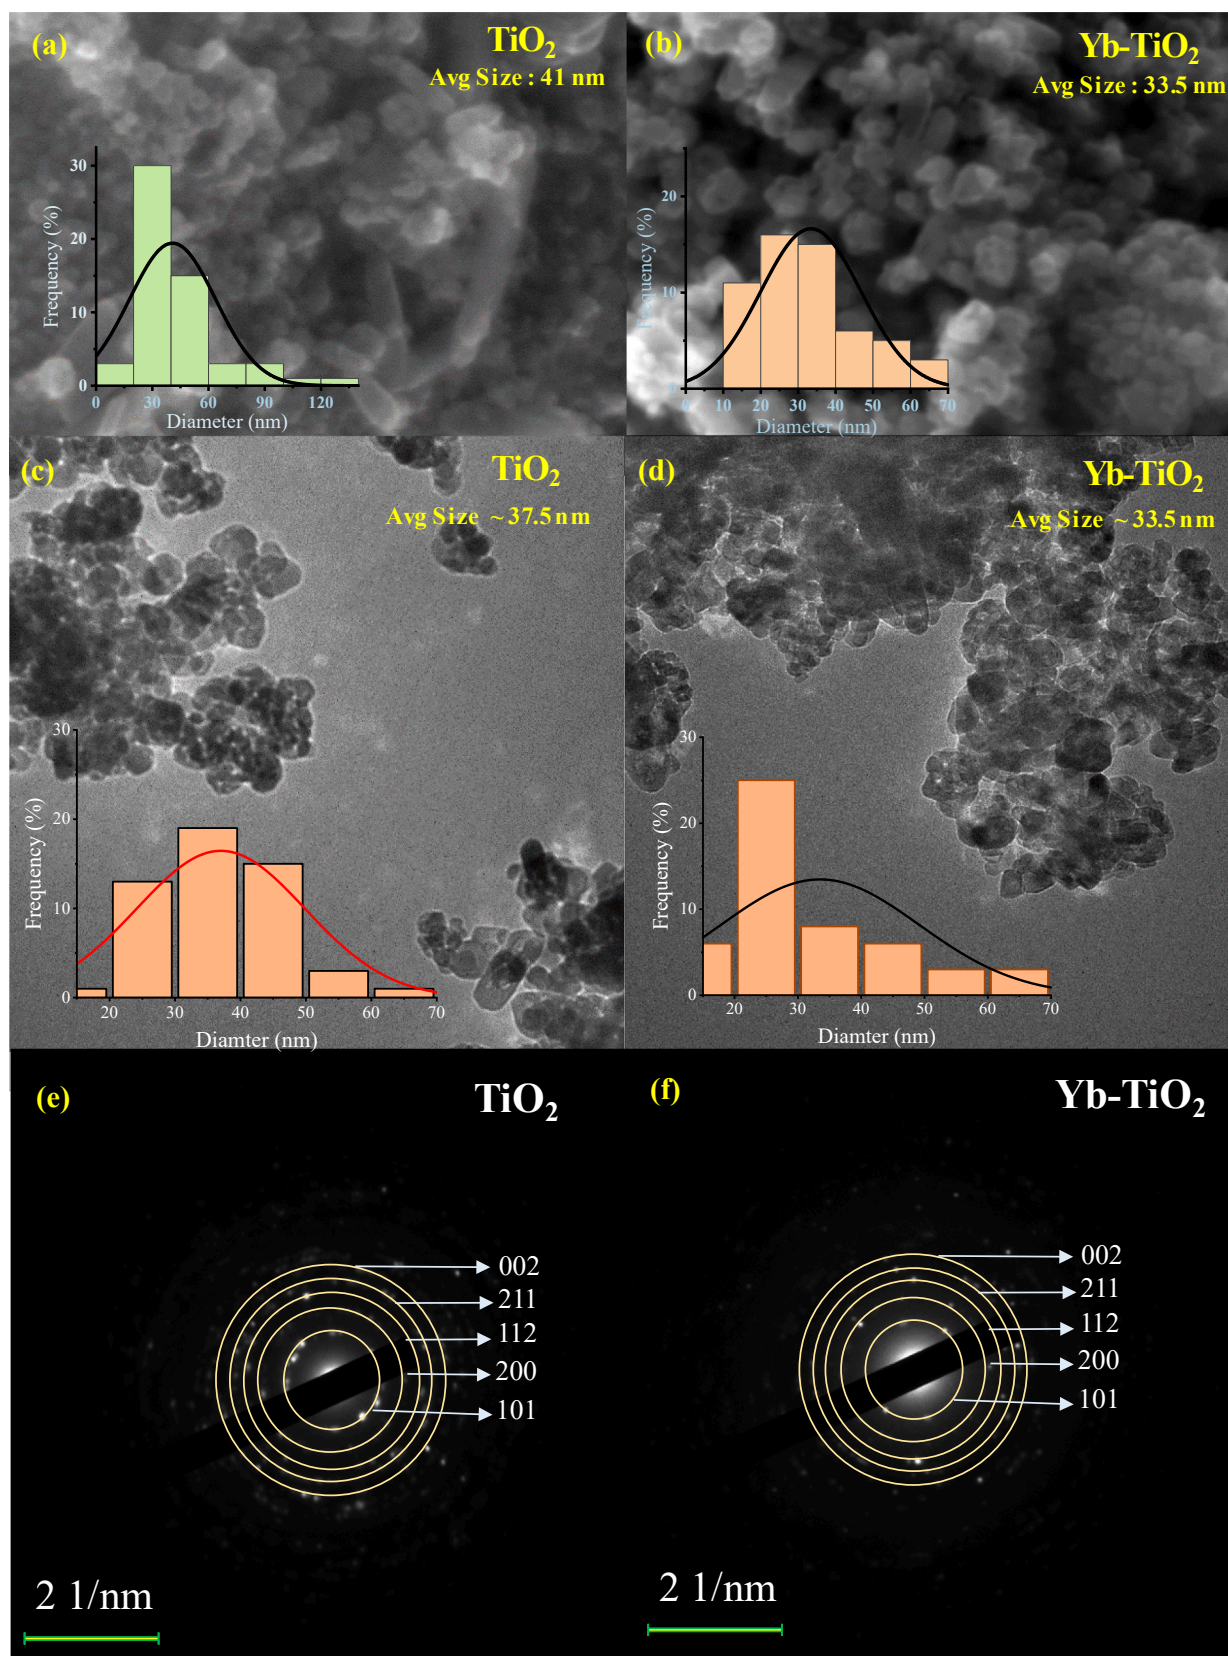 (a)
TiO2
Avg Size : 41 nm
30
20
10
0
Frequency (%)
0 30 60 90 120
Diameter (nm)
(b)
Yb-TiO2
Avg Size : 33.5 nm
20
10
0
Frequency (%)
0 10 20 30 40 50 60 70
Diameter (nm)
(c)
TiO2
Avg Size ~ 37.5 nm
30
20
10
0
Frequency (%)
20 30 40 50 60 70
Diamter (nm)
(d)
Yb-TiO2
Avg Size ~ 33.5 nm
30
20
10
0
Frequency (%)
20 30 40 50 60 70
Diamter (nm)
(e)
TiO2
002
211
112
200
101
2 1/nm
(f)
Yb-TiO2
002
211
112
200
101
2 1/nm